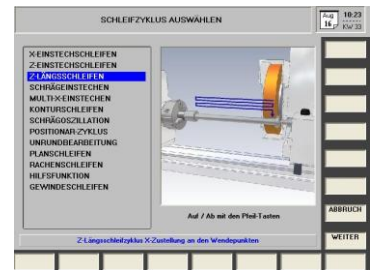 SCHLEIFZYKLUS AUSWÄHLEN
Aug 10:23
16 KW 33
X-EINSTECHSCHLEIFEN
Z-EINSTECHSCHLEIFEN
Z-LÄNGSSCHLEIFEN
SCHRÄGEINSTECHEN
MULTI-X-EINSTECHEN
KONTURSCHLEIFEN
SCHRÄGOSZILLATION
POSITIONAR-ZYKLUS
UNRUNDBEARBEITUNG
PLANSCHLEIFEN
RACHENSCHLEIFEN
HILFSFUNKTION
GEWINDESCHLEIFEN
Auf / Ab mit den Pfeil-Tasten
ABBRUCH
Z-Längsschleifzyklus X-Zustellung an den Wendepunkten
WEITER